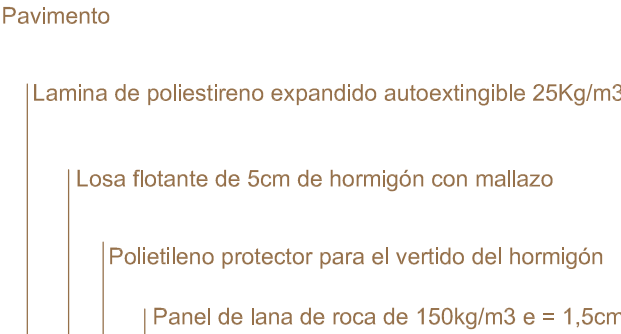 Pavimento
Lamina de poliestireno expandido autoextingible 25Kg/m3
Losa flotante de 5cm de hormigón con mallazo
Polietileno protector para el vertido del hormigón
Panel de lana de roca de 150kg/m3 e = 1,5cm